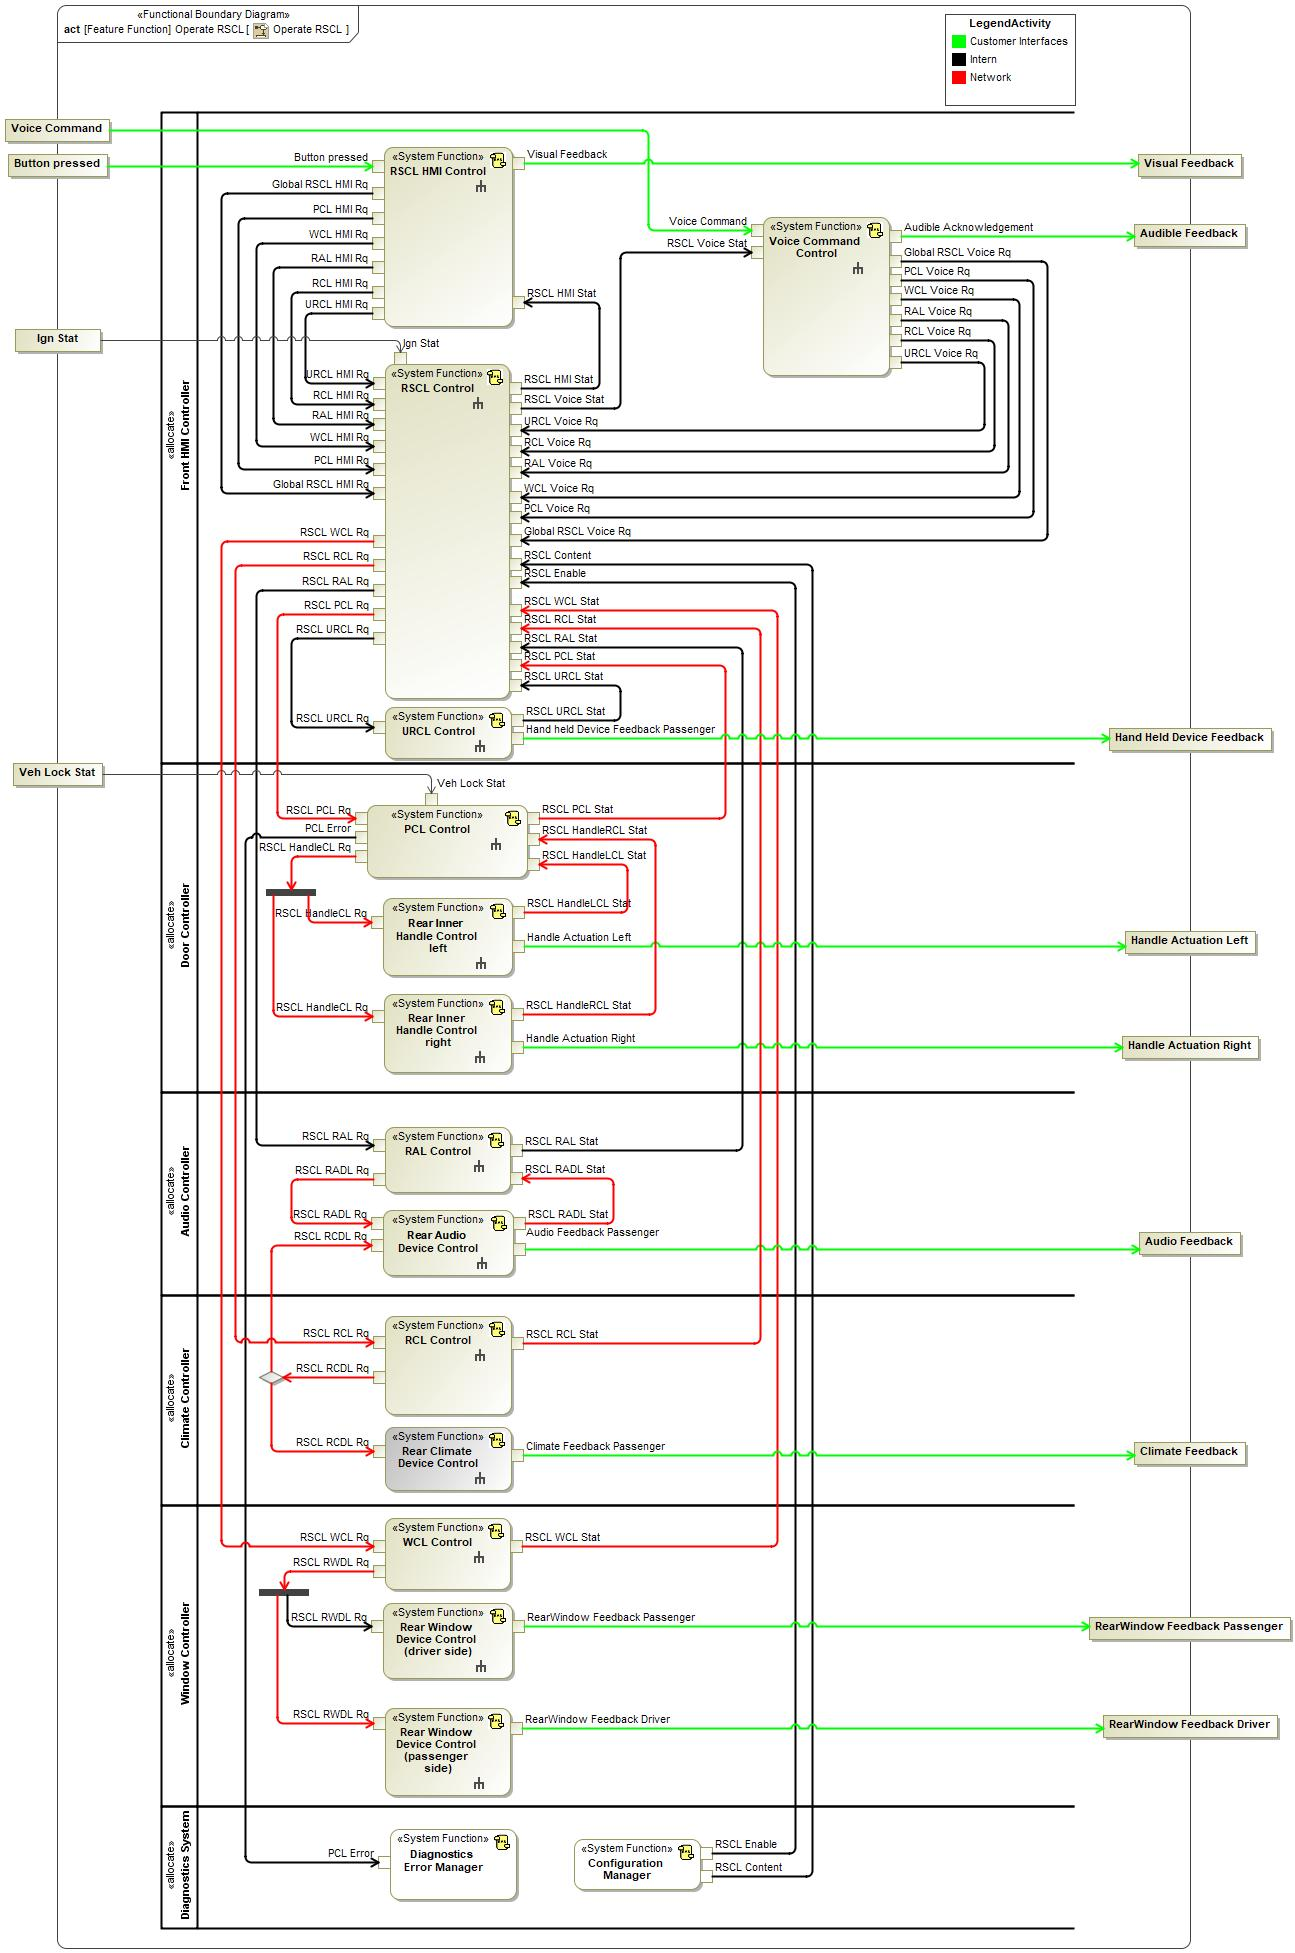 «Functional Boundary Diagram»
act [Feature Function] Operate RSCL [ Operate RSCL ]
LegendActivity
Customer Interfaces
Intern
Network
Voice Command
Button pressed
Ign Stat
Veh Lock Stat
Visual Feedback
Audible Feedback
Hand Held Device Feedback
Handle Actuation Left
Handle Actuation Right
Audio Feedback
Climate Feedback
RearWindow Feedback Passenger
RearWindow Feedback Driver
«allocate»
Front HMI Controller
Button pressed
Global RSCL HMI Rq
PCL HMI Rq
WCL HMI Rq
RAL HMI Rq
RCL HMI Rq
URCL HMI Rq
«System Function»
RSCL HMI Control
Visual Feedback
RSCL HMI Stat
Voice Command
RSCL Voice Stat
«System Function»
Voice Command
Control
Audible Acknowledgement
Global RSCL Voice Rq
PCL Voice Rq
WCL Voice Rq
RAL Voice Rq
RCL Voice Rq
URCL Voice Rq
Ign Stat
URCL HMI Rq
RCL HMI Rq
RAL HMI Rq
WCL HMI Rq
PCL HMI Rq
Global RSCL HMI Rq
RSCL WCL Rq
RSCL RCL Rq
RSCL RAL Rq
RSCL PCL Rq
RSCL URCL Rq
«System Function»
RSCL Control
RSCL HMI Stat
RSCL Voice Stat
URCL Voice Rq
RCL Voice Rq
RAL Voice Rq
WCL Voice Rq
PCL Voice Rq
Global RSCL Voice Rq
RSCL Content
RSCL Enable
RSCL WCL Stat
RSCL RCL Stat
RSCL RAL Stat
RSCL PCL Stat
RSCL URCL Stat
RSCL URCL Rq
«System Function»
URCL Control
RSCL URCL Stat
Hand held Device Feedback Passenger
«allocate»
Door Controller
Veh Lock Stat
RSCL PCL Rq
PCL Error
RSCL HandleCL Rq
«System Function»
PCL Control
RSCL PCL Stat
RSCL HandleRCL Stat
RSCL HandleLCL Stat
RSCL HandleCL Rq
«System Function»
Rear Inner
Handle Control
left
RSCL HandleLCL Stat
Handle Actuation Left
RSCL HandleCL Rq
«System Function»
Rear Inner
Handle Control
right
RSCL HandleRCL Stat
Handle Actuation Right
«allocate»
Audio Controller
RSCL RAL Rq
RSCL RADL Rq
«System Function»
RAL Control
RSCL RAL Stat
RSCL RADL Stat
RSCL RADL Rq
RSCL RCDL Rq
«System Function»
Rear Audio
Device Control
RSCL RADL Stat
Audio Feedback Passenger
«allocate»
Climate Controller
RSCL RCL Rq
RSCL RCDL Rq
«System Function»
RCL Control
RSCL RCL Stat
RSCL RCDL Rq
«System Function»
Rear Climate
Device Control
Climate Feedback Passenger
«allocate»
Window Controller
RSCL WCL Rq
RSCL RWDL Rq
«System Function»
WCL Control
RSCL WCL Stat
RSCL RWDL Rq
«System Function»
Rear Window
Device Control
(driver side)
RearWindow Feedback Passenger
RSCL RWDL Rq
«System Function»
Rear Window
Device Control
(passenger
side)
RearWindow Feedback Driver
«allocate»
Diagnostics System
PCL Error
«System Function»
Diagnostics
Error Manager
«System Function»
Configuration
Manager
RSCL Enable
RSCL Content